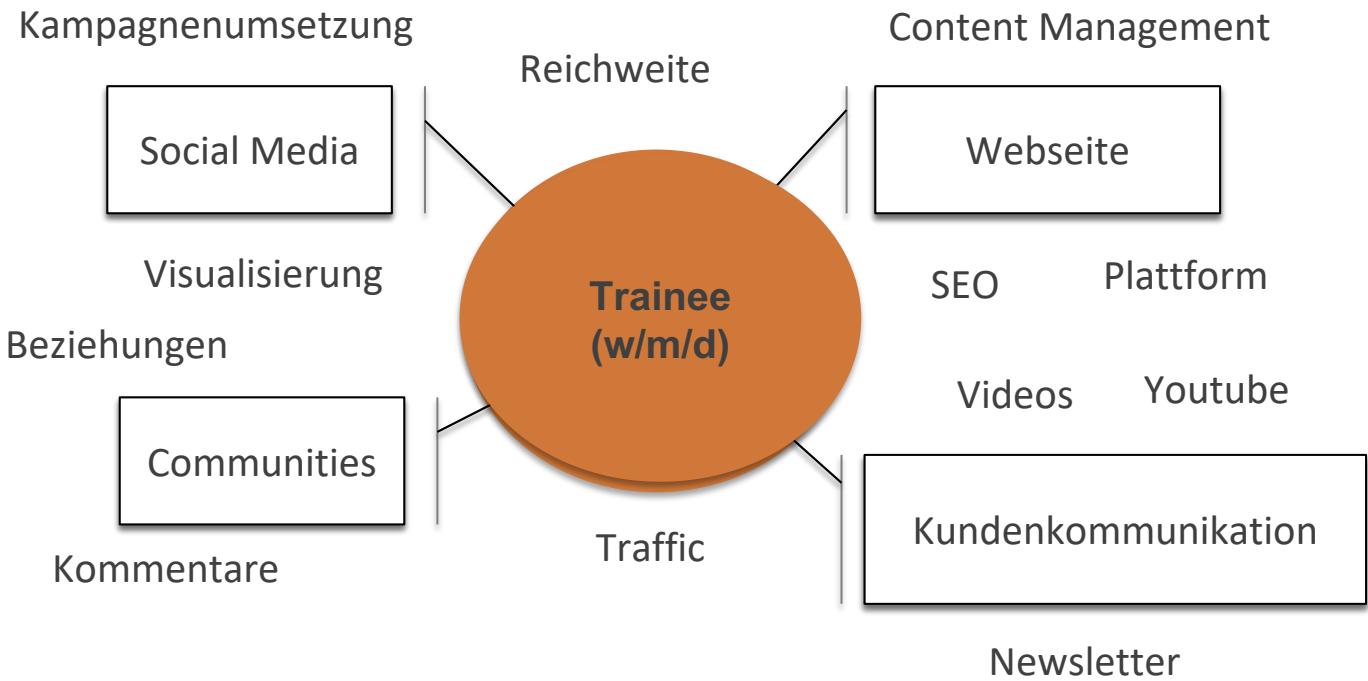 Kampagnenumsetzung
Content Management
Reichweite
Social Media
Webseite
Visualisierung
SEO
Plattform
Trainee
(w/m/d)
Beziehungen
Videos
Youtube
Communities
Kundenkommunikation
Traffic
Kommentare
Newsletter